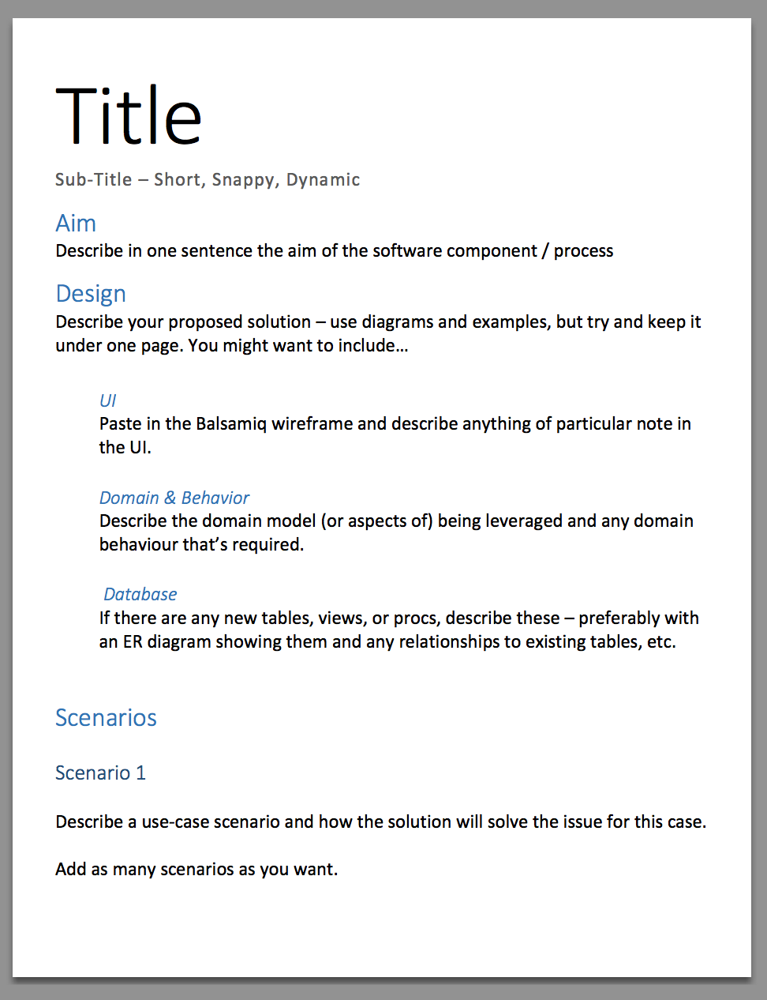 Title
Sub-Title – Short, Snappy, Dynamic
Aim
Describe in one sentence the aim of the software component / process
Design
Describe your proposed solution – use diagrams and examples, but try and keep it
under one page. You might want to include…
UI
Paste in the Balsamiq wireframe and describe anything of particular note in
the UI.
Domain & Behavior
Describe the domain model (or aspects of) being leveraged and any domain
behaviour that’s required.
Database
If there are any new tables, views, or procs, describe these – preferably with
an ER diagram showing them and any relationships to existing tables, etc.
Scenarios
Scenario 1
Describe a use-case scenario and how the solution will solve the issue for this case.
Add as many scenarios as you want.